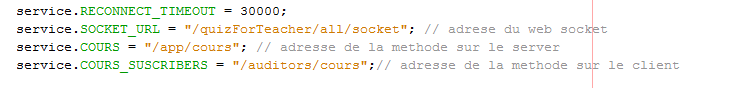 service.RECONNECT_TIMEOUT = 30000;
service.SOCKET_URL = "/quizForTeacher/all/socket"; // adrese du web socket
service.COURS = "/app/cours"; // adresse de la methode sur le server
service.COURS_SUSCRIBERS = "/auditors/cours";// adresse de la methode sur le client